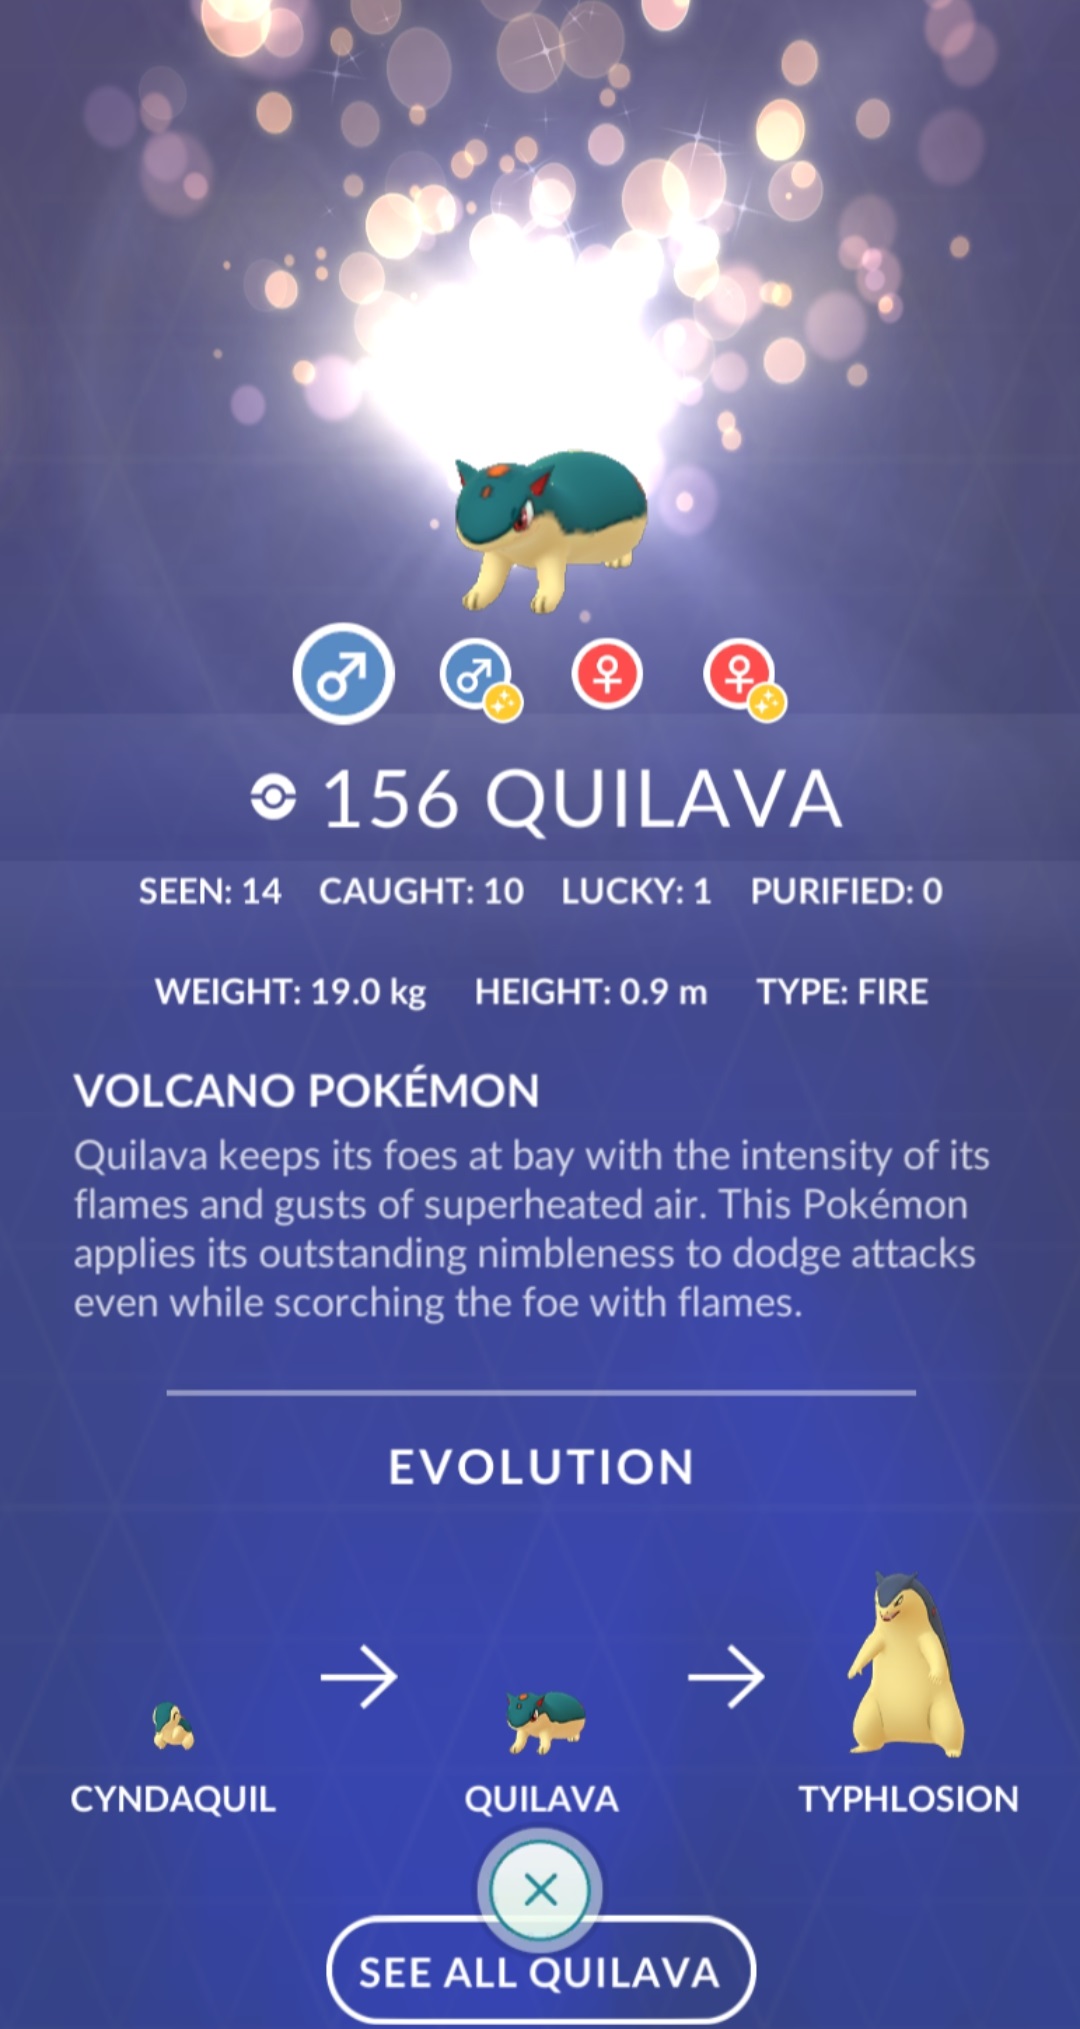 156 QUILAVA
SEEN: 14 CAUGHT: 10 LUCKY: 1 PURIFIED: 0
WEIGHT: 19.0 kg HEIGHT: 0.9 m TYPE: FIRE
VOLCANO POKÉMON
Quilava keeps its foes at bay with the intensity of its
flames and gusts of superheated air. This Pokémon
applies its outstanding nimbleness to dodge attacks
even while scorching the foe with flames.
EVOLUTION
CYNDAQUIL QUILAVA TYPHLOSION
SEE ALL QUILAVA